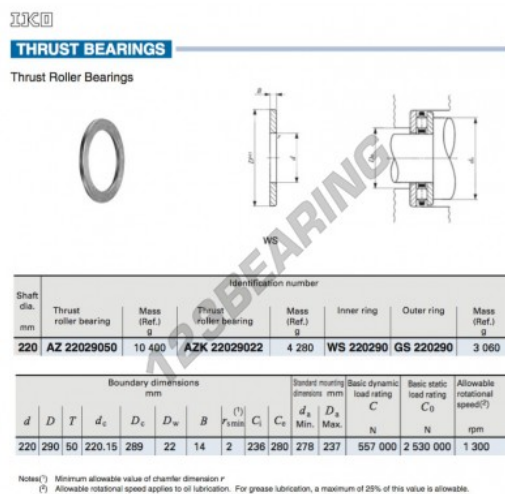 IKO
THRUST BEARINGS
Thrust Roller Bearings
B
r
D
d
Da
da
WS
123BEARING
Identification number
Shaft dia. mm Thrust roller bearing Mass (Ref.) g Thrust roller bearing Mass (Ref.) g Inner ring Outer ring Mass (Ref.) g
220 AZ 22029050 10 400 AZK 22029022 4 280 WS 220290 GS 220290 3 060
Boundary dimensions mm Standard mounting dimensions mm Basic dynamic load rating C N Basic static load rating C0 N Allowable rotational speed(2) rpm
d D T dc Dc Dw B rs min(1) Ci Ce da Min. Da Max.
220 290 50 220.15 289 22 14 2 236 280 278 237 557 000 2 530 000 1 300
Notes(1) Minimum allowable value of chamfer dimension r
(2) Allowable rotational speed applies to oil lubrication. For grease lubrication, a maximum of 25% of this value is allowable.